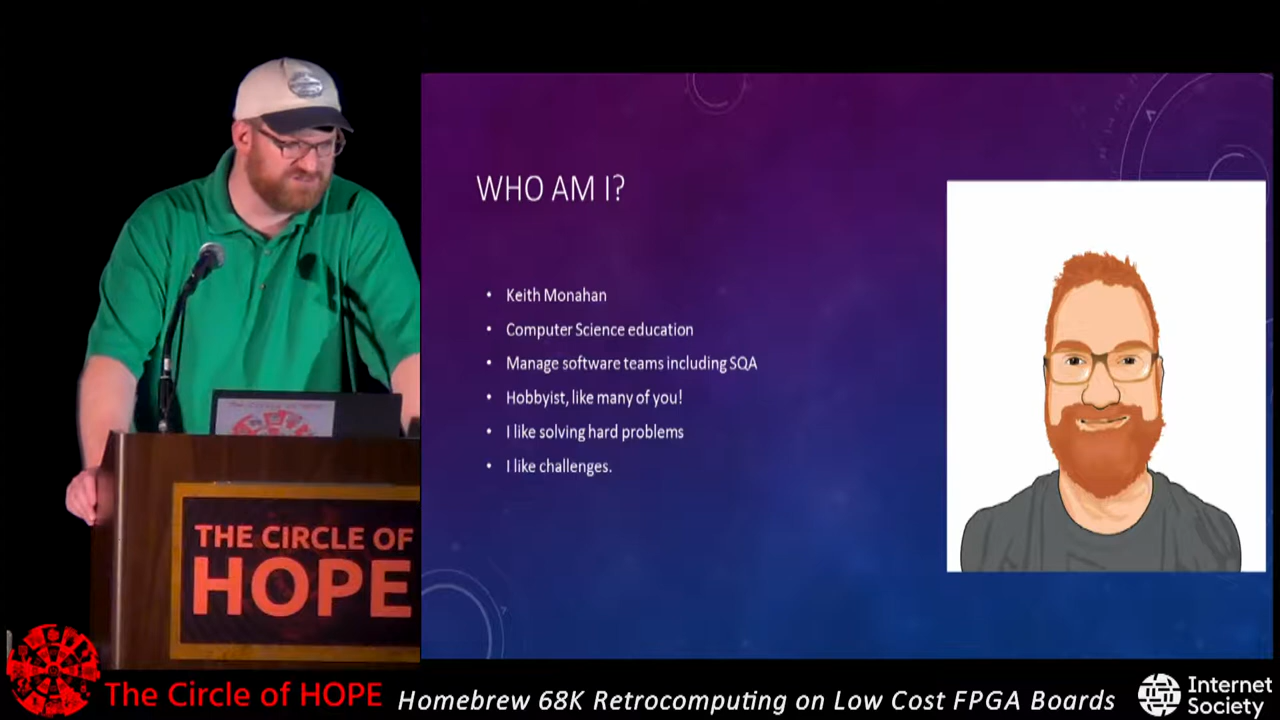 WHO AM I?
• Keith Monahan
• Computer Science education
• Manage software teams including SQA
• Hobbyist, like many of you!
• I like solving hard problems
• I like challenges.
THE CIRCLE OF
HOPE
The Circle of HOPE
Homebrew 68K Retrocomputing on Low Cost FPGA Boards
Internet
Society